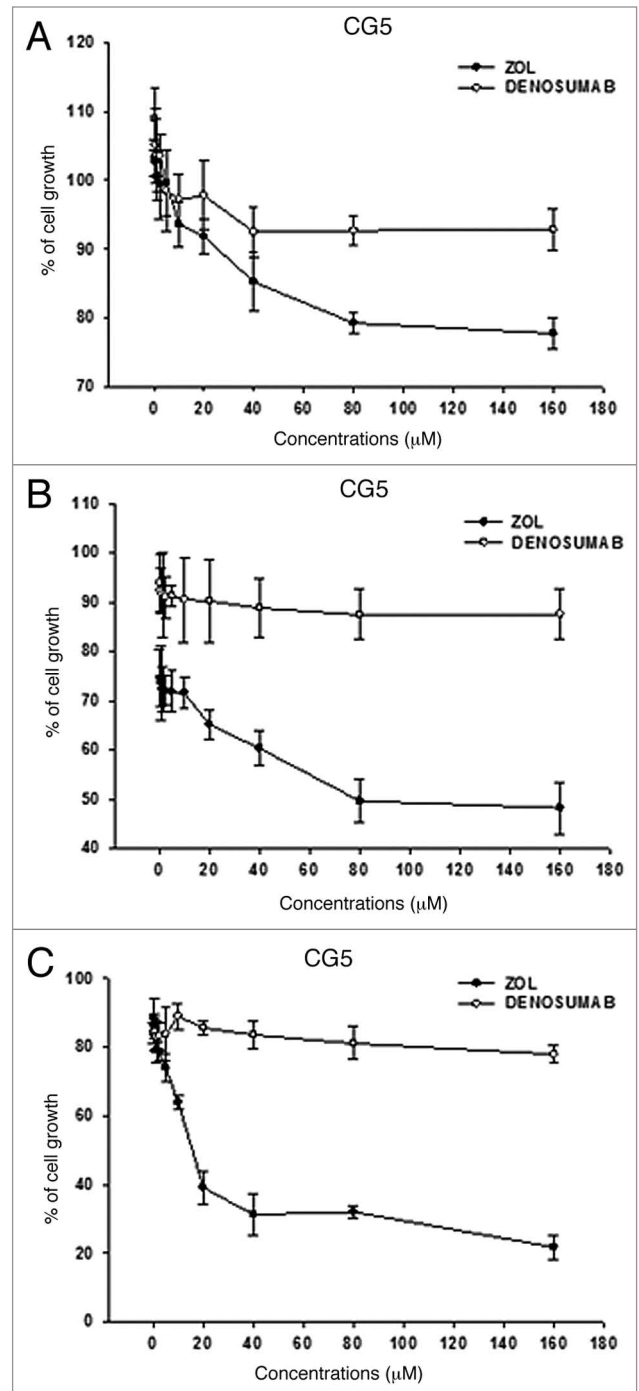 A
CG5
120
110
100
90
80
70
% of cell growth
ZOL
DENOSUMAB
0 20 40 60 80 100 120 140 160 180
Concentrations (μM)
B
CG5
110
100
90
80
70
60
50
40
% of cell growth
ZOL
DENOSUMAB
0 20 40 60 80 100 120 140 160 180
Concentrations (μM)
C
CG5
100
80
60
40
20
0
% of cell growth
ZOL
DENOSUMAB
0 20 40 60 80 100 120 140 160 180
Concentrations (μM)